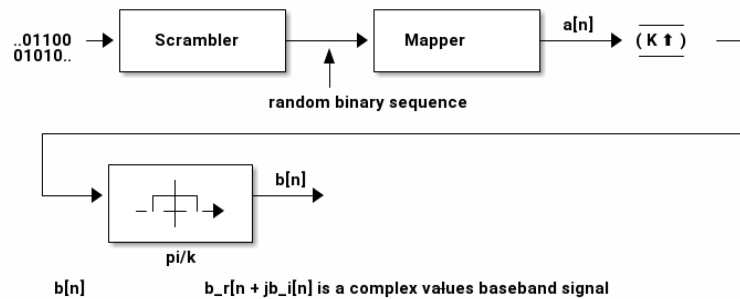 ..01100
01010..
Scrambler
Mapper
a[n]
( K ⬆ )
random binary sequence
b[n]
pi/k
b[n] b_r[n + jb_i[n] is a complex values baseband signal